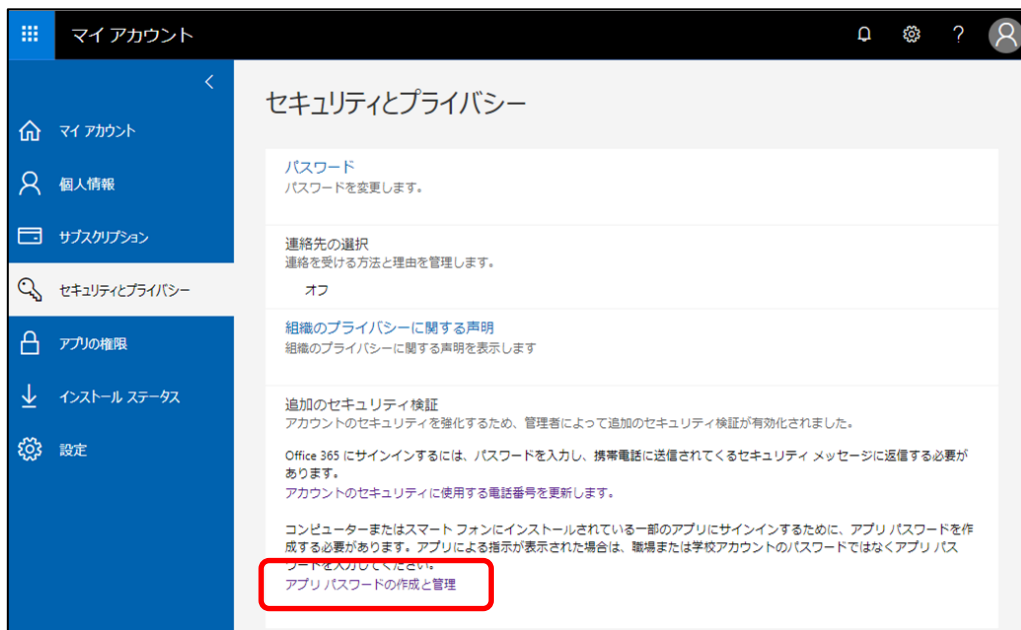 マイ アカウント
?
マイ アカウント
個人情報
サブスクリプション
セキュリティとプライバシー
アプリの権限
インストール ステータス
設定
セキュリティとプライバシー
パスワード
パスワードを変更します。
連絡先の選択
連絡を受ける方法と理由を管理します。
オフ
組織のプライバシーに関する声明
組織のプライバシーに関する声明を表示します
追加のセキュリティ検証
アカウントのセキュリティを強化するため、管理者によって追加のセキュリティ検証が有効化されました。
Office 365 にサインインするには、パスワードを入力し、携帯電話に送信されてくるセキュリティ メッセージに返信する必要が
あります。
アカウントのセキュリティに使用する電話番号を更新します。
コンピューターまたはスマート フォンにインストールされている一部のアプリにサインインするために、アプリ パスワードを作
成する必要があります。アプリによる指示が表示された場合は、職場または学校アカウントのパスワードではなくアプリ パス
ワードを入力してください。
アプリ パスワードの作成と管理